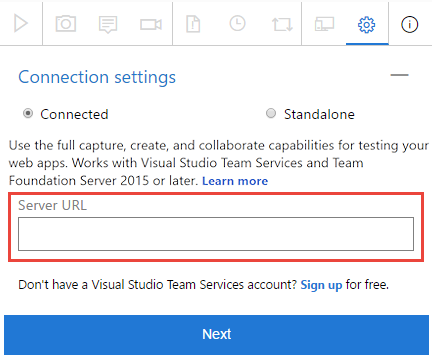 Connection settings
Connected
Standalone
Use the full capture, create, and collaborate capabilities for testing your
web apps. Works with Visual Studio Team Services and Team
Foundation Server 2015 or later. Learn more
Server URL
Don't have a Visual Studio Team Services account? Sign up for free.
Next